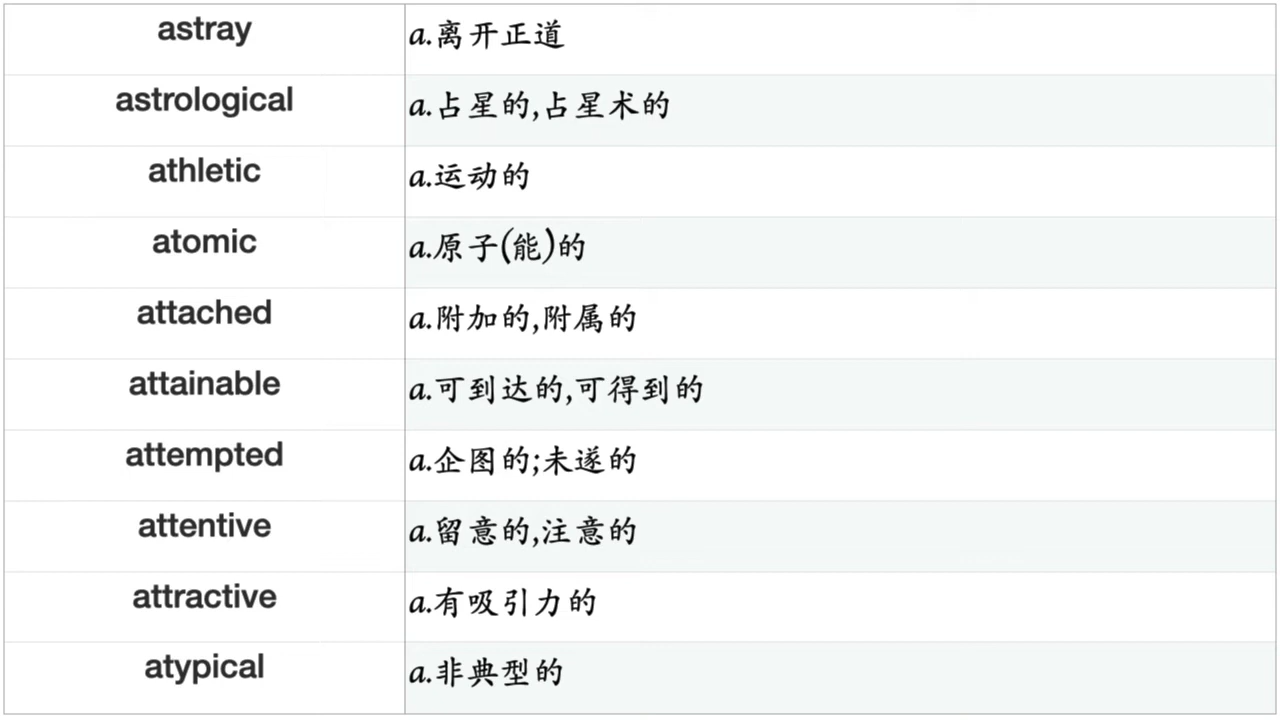 astray a.离开正道
astrological a.占星的,占星术的
athletic a.运动的
atomic a.原子(能)的
attached a.附加的,附属的
attainable a.可到达的,可得到的
attempted a.企图的;未遂的
attentive a.留意的,注意的
attractive a.有吸引力的
atypical a.非典型的